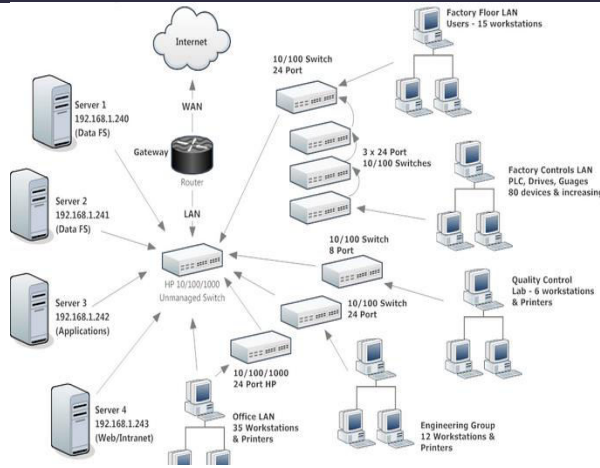 Internet
WAN
Gateway
Router
LAN
HP 10/100/1000
Unmanaged Switch
Server 1
192.168.1.240
(Data FS)
Server 2
192.168.1.241
(Data FS)
Server 3
192.168.1.242
(Applications)
Server 4
192.168.1.243
(Web/Intranet)
10/100 Switch
24 Port
3 x 24 Port
10/100 Switches
Factory Floor LAN
Users - 15 workstations
Factory Controls LAN
PLC, Drives, Guages
80 devices & increasing
10/100 Switch
8 Port
Quality Control
Lab - 6 workstations
& Printers
10/100 Switch
24 Port
Engineering Group
12 Workstations &
Printers
10/100/1000
24 Port HP
Office LAN
35 Workstations
& Printers